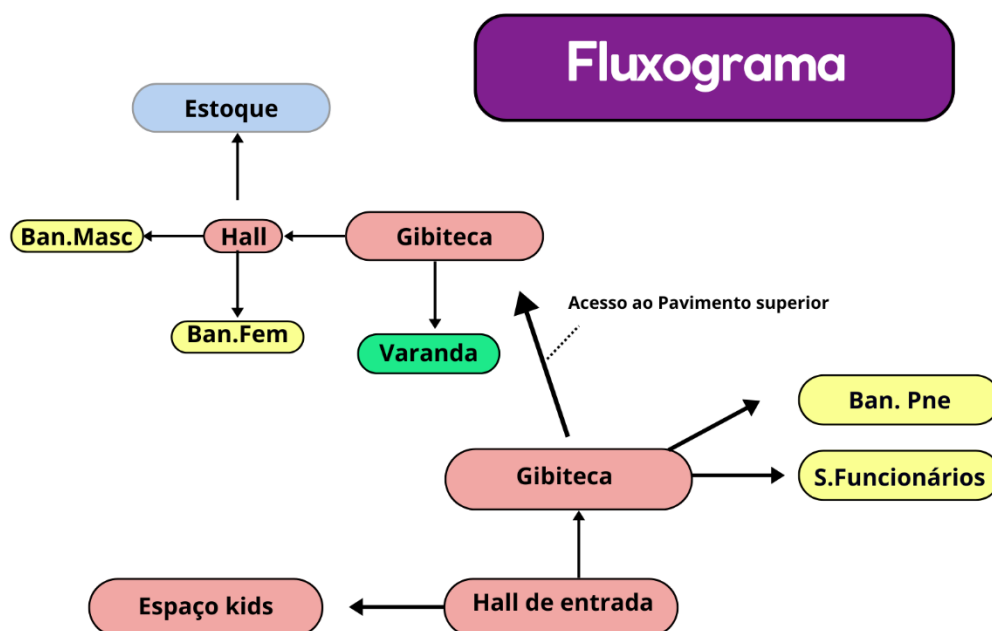 Fluxograma
Estoque
Ban.Masc
Hall
Gibiteca
Ban.Fem
Varanda
Acesso ao Pavimento superior
Ban. Pne
Gibiteca
S.Funcionários
Espaço kids
Hall de entrada